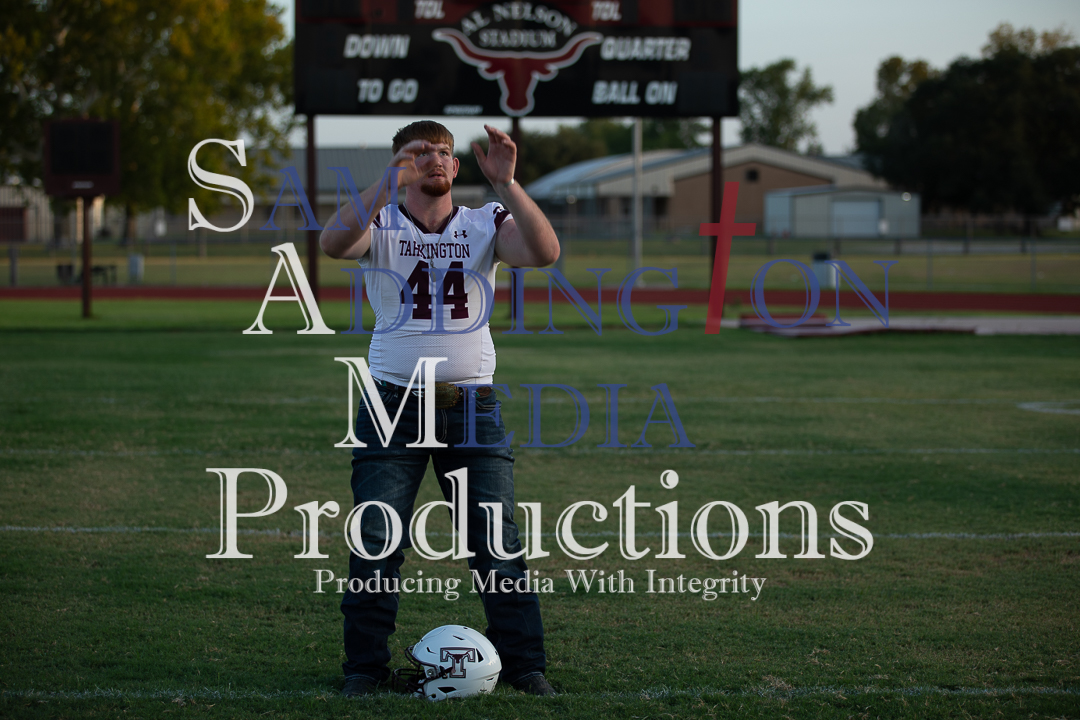 TOL TOL
AL NELSON
STADIUM
DOWN QUARTER
TO GO BALL ON
SAM
TARKINGTON
44
ADDINGTON
MEDIA
Productions
Producing Media With Integrity
T